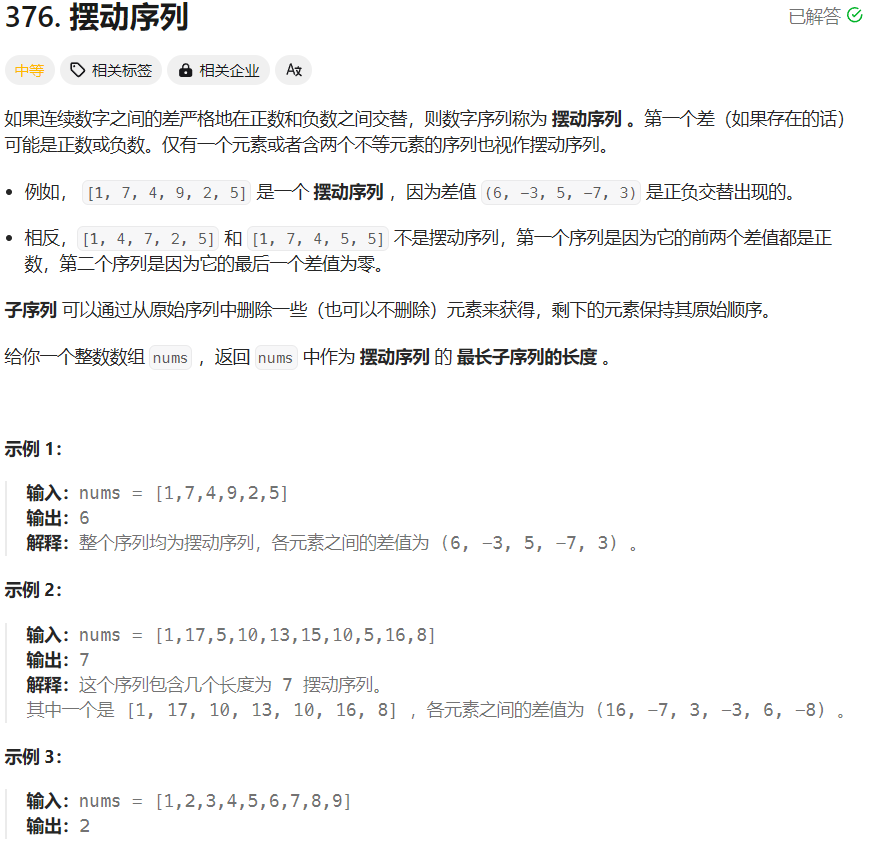 376. 摆动序列
已解答
中等
相关标签
相关企业
如果连续数字之间的差严格地在正数和负数之间交替，则数字序列称为 摆动序列 。第一个差（如果存在的话）
可能是正数或负数。仅有一个元素或者含两个不等元素的序列也视作摆动序列。
• 例如， [1, 7, 4, 9, 2, 5] 是一个 摆动序列 ，因为差值 (6, -3, 5, -7, 3) 是正负交替出现的。
• 相反，[1, 4, 7, 2, 5] 和 [1, 7, 4, 5, 5] 不是摆动序列，第一个序列是因为它的前两个差值都是正
数，第二个序列是因为它的最后一个差值为零。
子序列 可以通过从原始序列中删除一些（也可以不删除）元素来获得，剩下的元素保持其原始顺序。
给你一个整数数组 nums ，返回 nums 中作为 摆动序列 的 最长子序列的长度 。
示例 1：
输入：nums = [1,7,4,9,2,5]
输出：6
解释：整个序列均为摆动序列，各元素之间的差值为 (6, -3, 5, -7, 3) 。
示例 2：
输入：nums = [1,17,5,10,13,15,10,5,16,8]
输出：7
解释：这个序列包含几个长度为 7 摆动序列。
其中一个是 [1, 17, 10, 13, 10, 16, 8] ，各元素之间的差值为 (16, -7, 3, -3, 6, -8) 。
示例 3：
输入：nums = [1,2,3,4,5,6,7,8,9]
输出：2